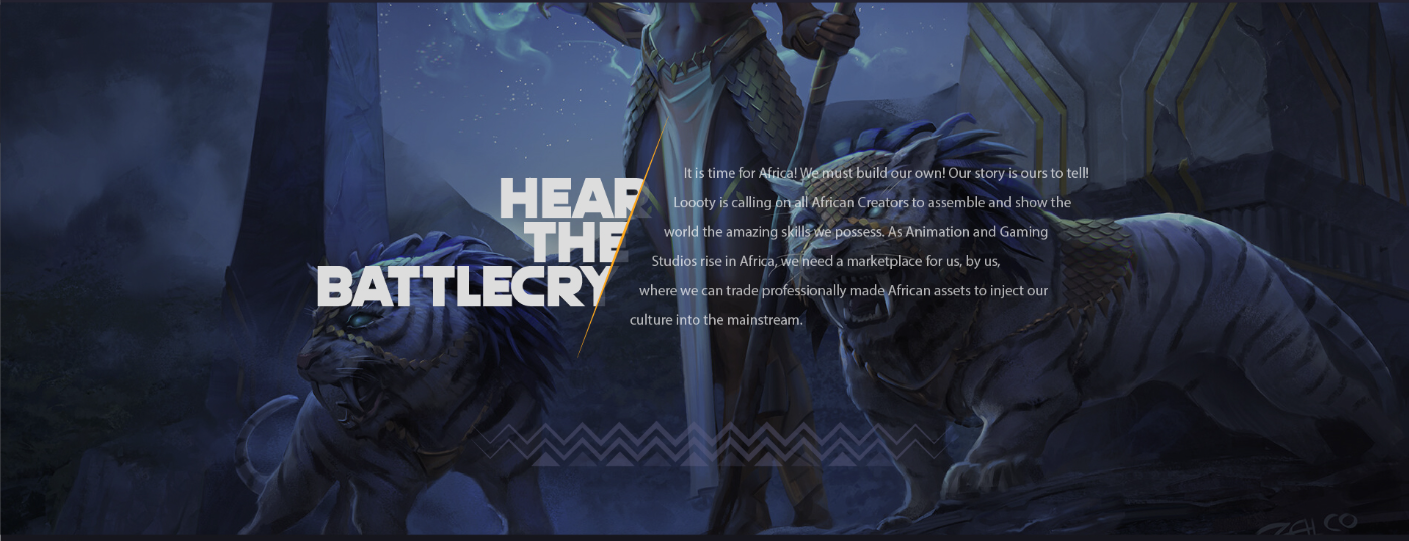 HEAR
THE
BATTLECRY
It is time for Africa! We must build our own! Our story is ours to tell!
Loooty is calling on all African Creators to assemble and show the
world the amazing skills we possess. As Animation and Gaming
Studios rise in Africa, we need a marketplace for us, by us,
where we can trade professionally made African assets to inject our
culture into the mainstream.